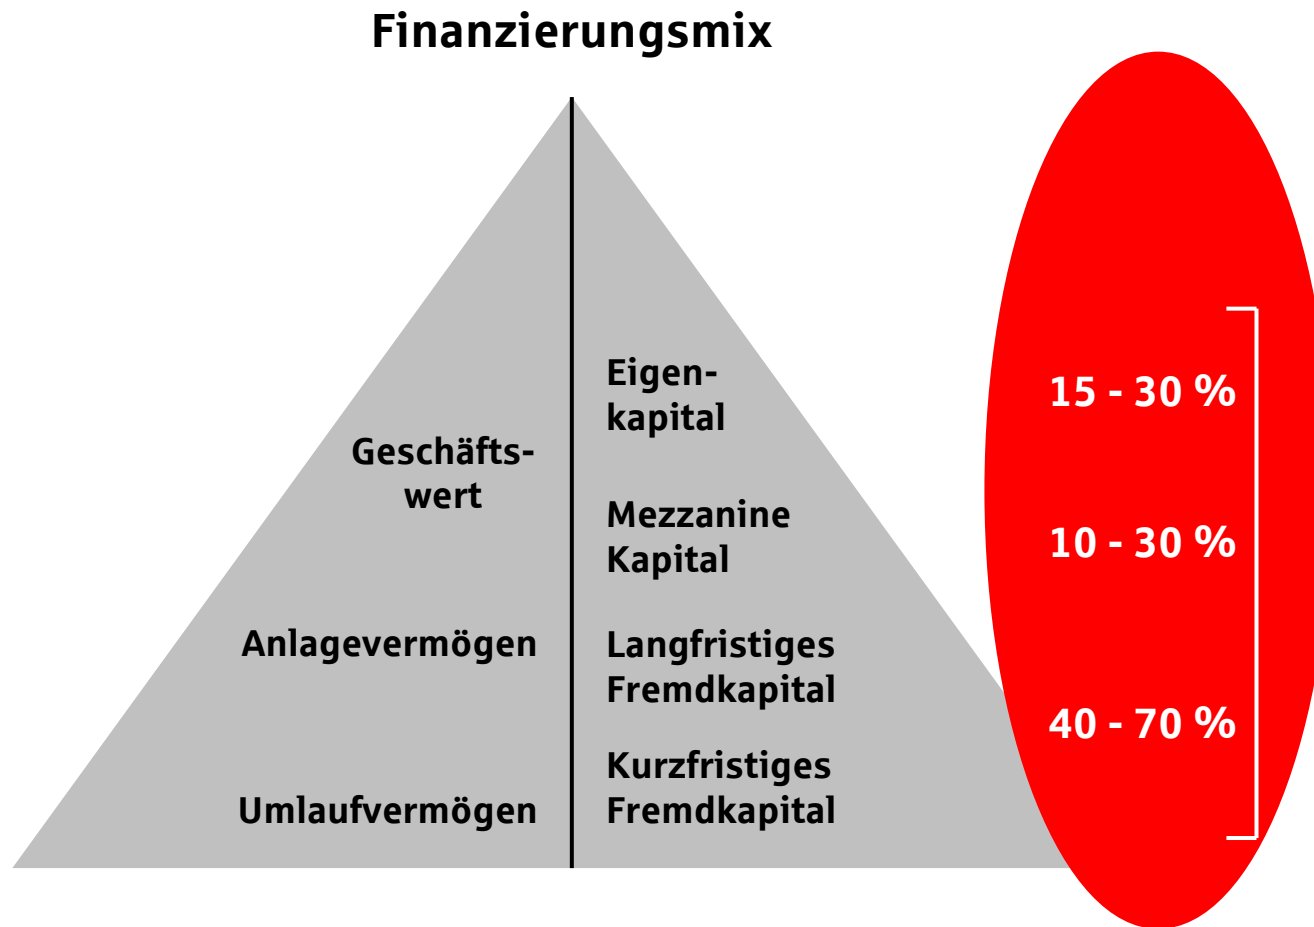 Finanzierungsmix
Geschäfts-
wert
Anlagevermögen
Umlaufvermögen
Eigen-
kapital
Mezzanine
Kapital
Langfristiges
Fremdkapital
Kurzfristiges
Fremdkapital
15 - 30 %
10 - 30 %
40 - 70 %